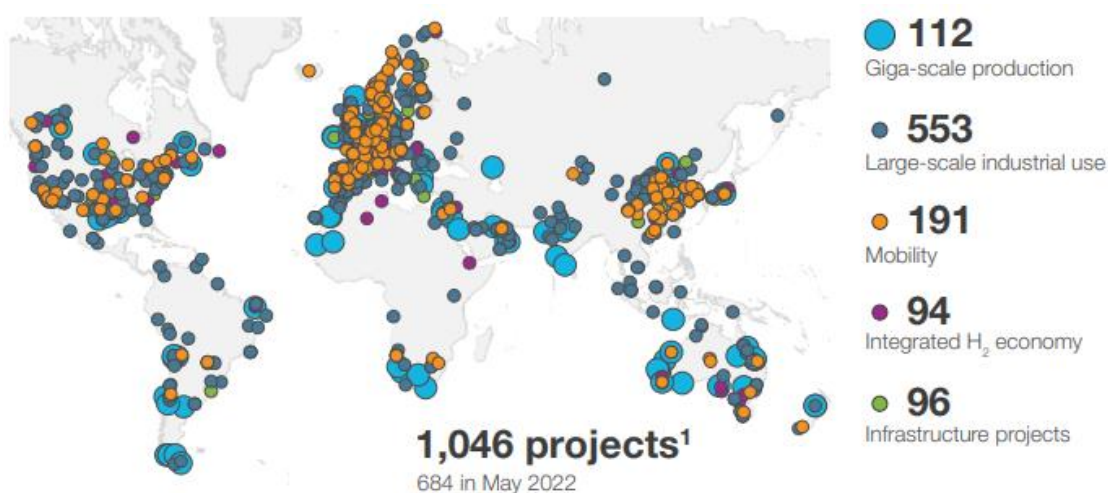 112
Giga-scale production
553
Large-scale industrial use
191
Mobility
94
Integrated H₂ economy
96
Infrastructure projects
1,046 projects¹
684 in May 2022